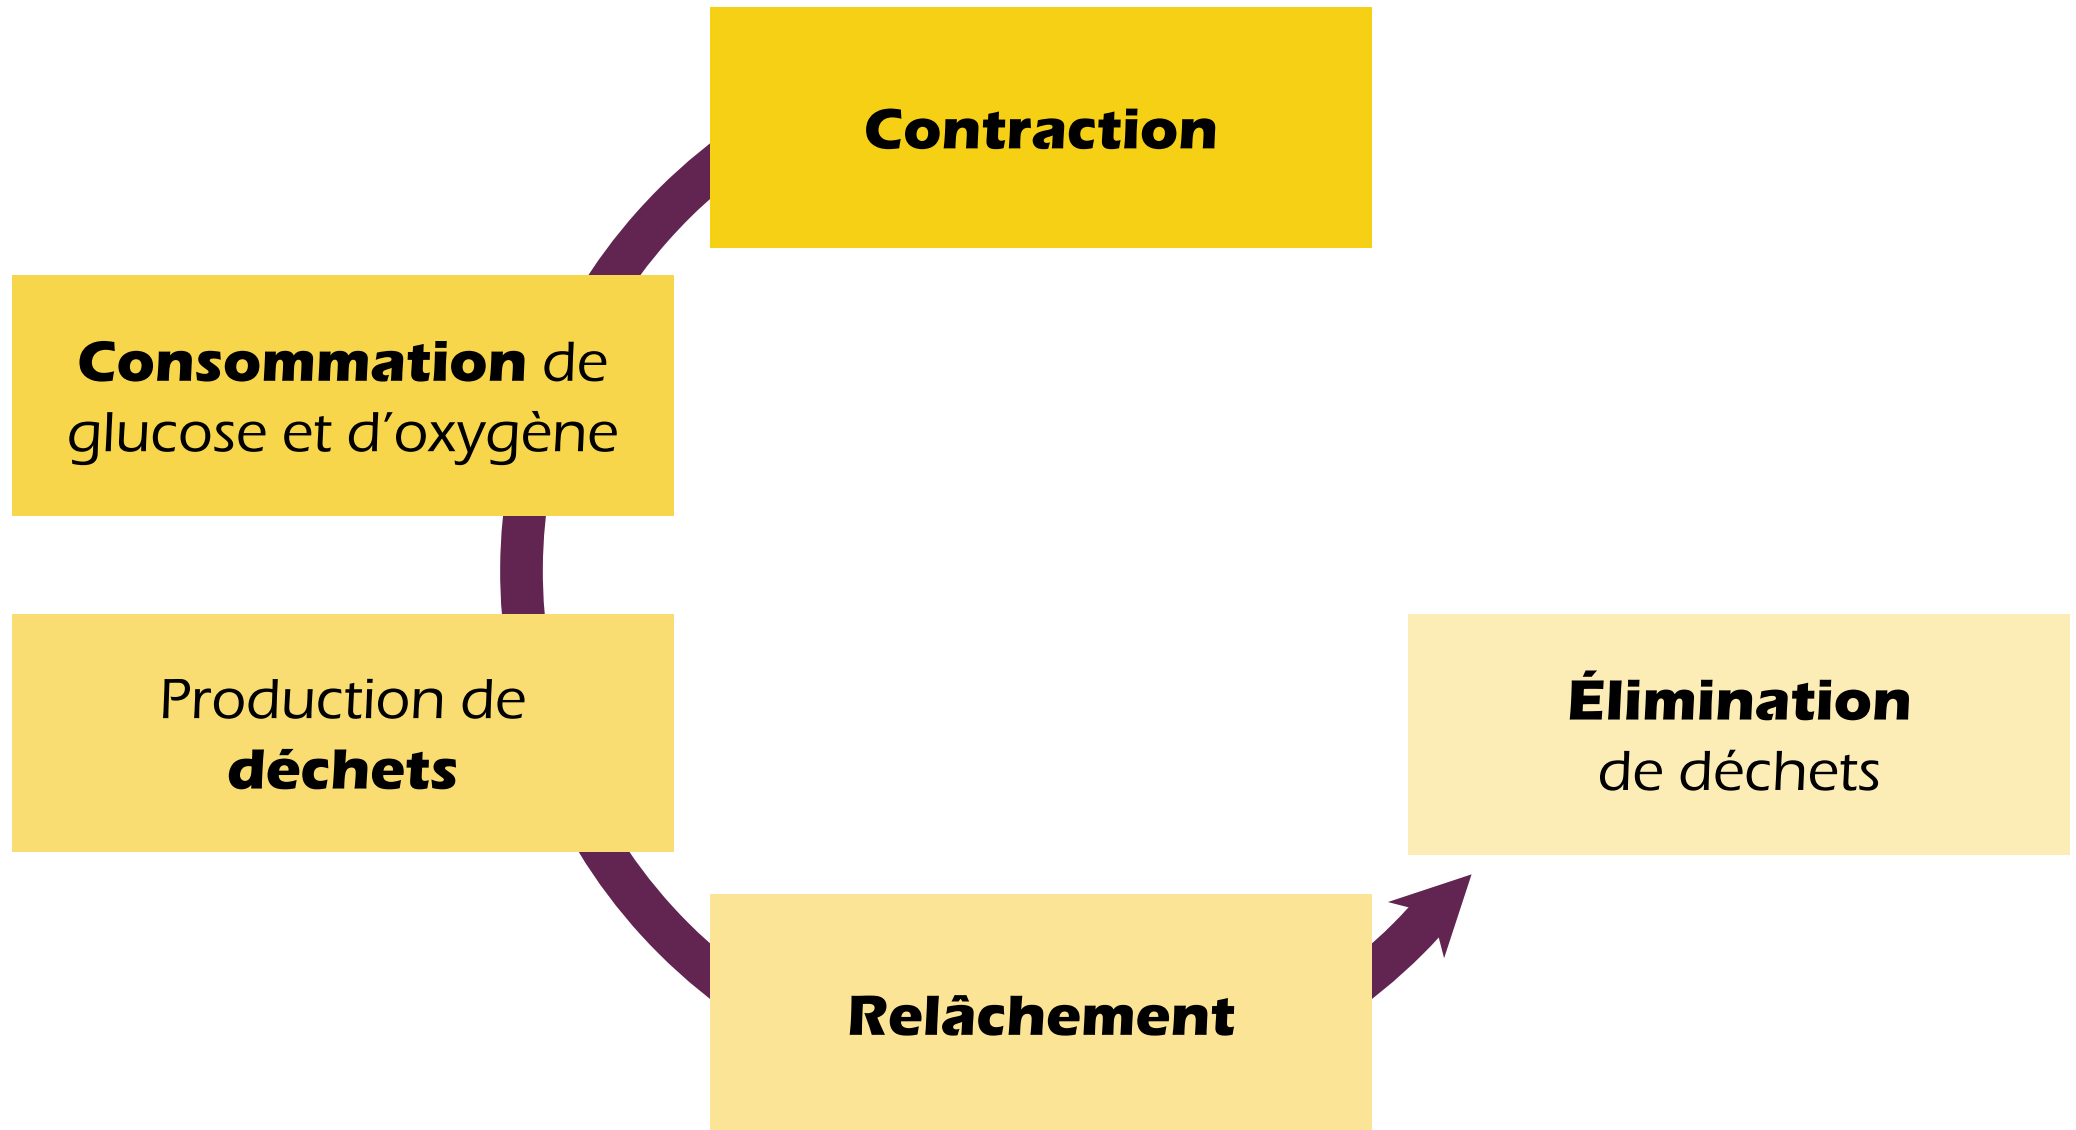 Contraction
Consommation de
glucose et d’oxygène
Production de
déchets
Relâchement
Élimination
de déchets